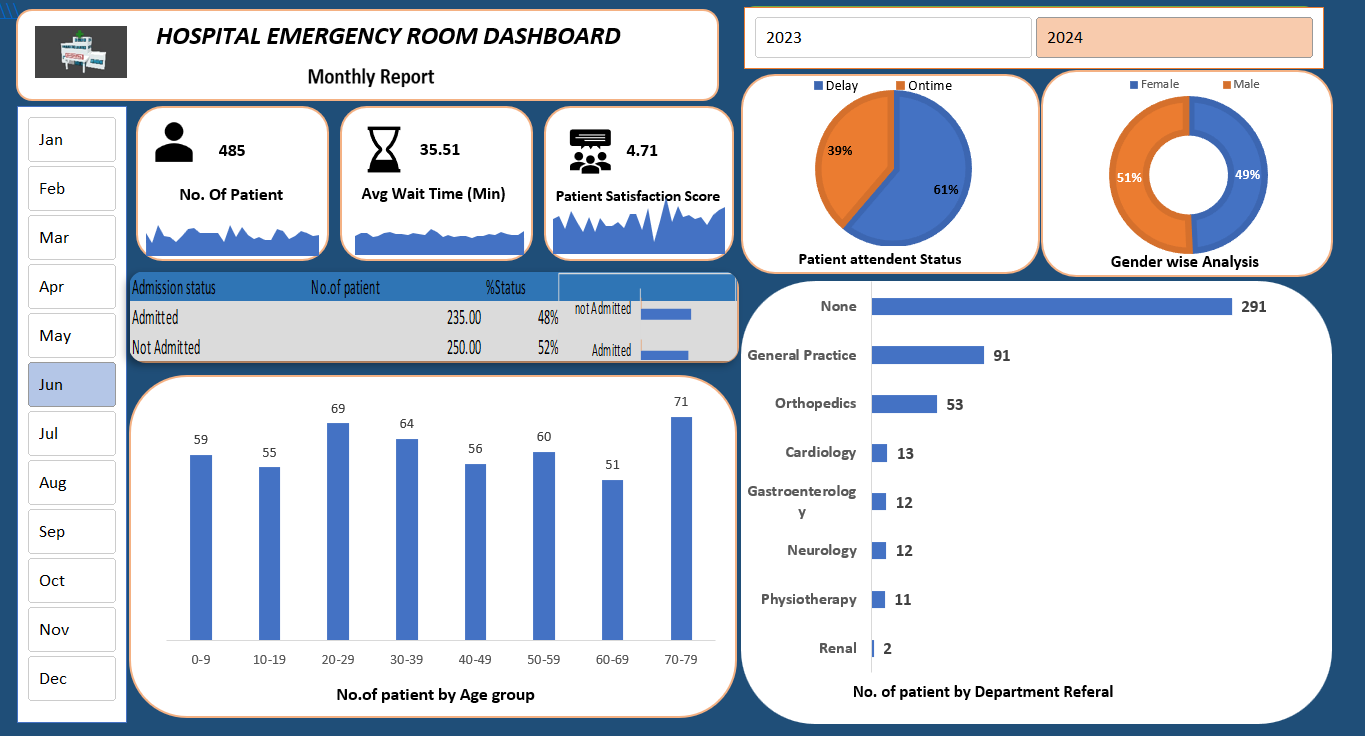 HOSPITAL EMERGENCY ROOM DASHBOARD
Monthly Report
2023
2024
Jan
Feb
Mar
Apr
May
Jun
Jul
Aug
Sep
Oct
Nov
Dec
485
No. Of Patient
35.51
Avg Wait Time (Min)
4.71
Patient Satisfaction Score
Delay Ontime
39%
61%
Patient attendent Status
Female Male
51% 49%
Gender wise Analysis
Admission status No.of patient %Status
Admitted 235.00 48%
Not Admitted 250.00 52%
not Admitted
Admitted
59 55 69 64 56 60 51 71
0-9 10-19 20-29 30-39 40-49 50-59 60-69 70-79
No.of patient by Age group
None 291
General Practice 91
Orthopedics 53
Cardiology 13
Gastroenterolog
y 12
Neurology 12
Physiotherapy 11
Renal 2
No. of patient by Department Referal